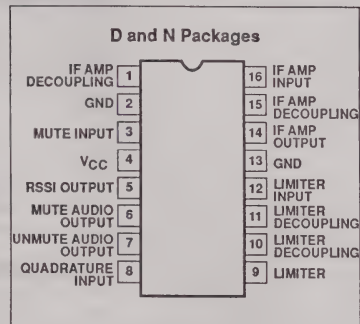 D and N Packages
IF AMP
DECOUPLING 1
GND 2
MUTE INPUT 3
VCC 4
RSSI OUTPUT 5
MUTE AUDIO
OUTPUT 6
UNMUTE AUDIO
OUTPUT 7
QUADRATURE
INPUT 8
16 IF AMP
INPUT
15 IF AMP
DECOUPLING
14 IF AMP
OUTPUT
13 GND
12 LIMITER
INPUT
11 LIMITER
DECOUPLING
10 LIMITER
DECOUPLING
9 LIMITER